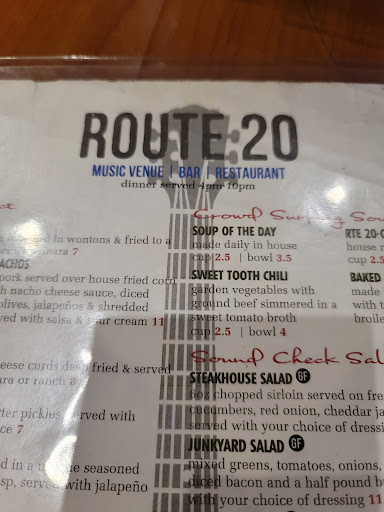 ROUTE 20
MUSIC VENUE | BAR | RESTAURANT
dinner served 4pm-10pm
in wontons & fried to a
7
ACHOS
pork served over house fried corn
h nacho cheese sauce, diced
olives, jalapeños & shredded
ved with salsa & sour cream 11
eese curds deep fried & served
ara or ranch 8
tter pickles, served with
ce 7
d in a seasoned
sp, served with jalapeño
Crowd Surfing Sou
SOUP OF THE DAY
made daily in house
cup 2.5 | bowl 3.5
SWEET TOOTH CHILI
garden vegetables with
ground beef simmered in a
sweet tomato broth
cup 2.5 | bowl 4
RTE 20-O
house
cup 2
BAKED
made
with
broile
Sound Check Sal
STEAKHOUSE SALAD GF
6oz chopped sirloin served on fre
cucumbers, red onion, cheddar ja
served with your choice of dressin
JUNKYARD SALAD GF
mixed greens, tomatoes, onions,
diced bacon and a half pound bu
with your choice of dressing 11